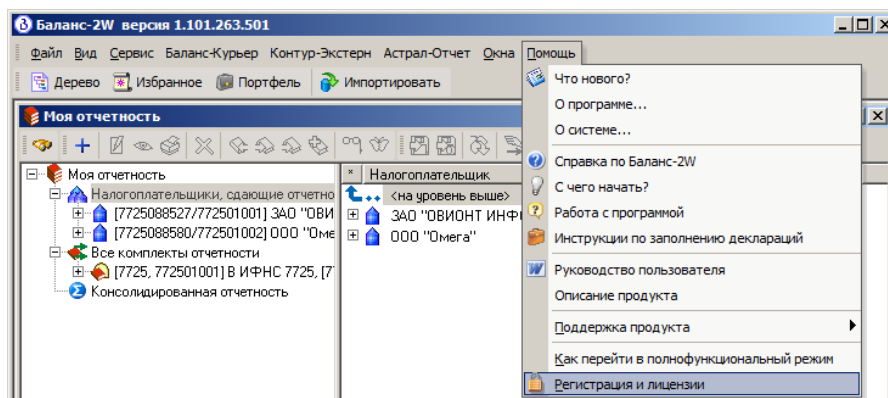 Баланс-2W версия 1.101.263.501
Файл Вид Сервис Баланс-Курьер Контур-Экстерн Астрал-Отчет Окна Помощь
Дерево Избранное Портфель Импортировать
Моя отчетность
Моя отчетность
Налогоплательщики, сдающие отчетно
[7725088527/772501001] ЗАО "ОВИ
[7725088580/772501002] ООО "Оме
Все комплекты отчетности
[7725, 772501001] В ИФНС 7725, [7
Консолидированная отчетность
* Налогоплательщик
<на уровень выше>
ЗАО "ОВИОНТ ИНФ
ООО "Омега"
Что нового?
О программе...
О системе...
Справка по Баланс-2W
С чего начать?
Работа с программой
Инструкции по заполнению деклараций
Руководство пользователя
Описание продукта
Поддержка продукта
Как перейти в полнофункциональный режим
Регистрация и лицензии